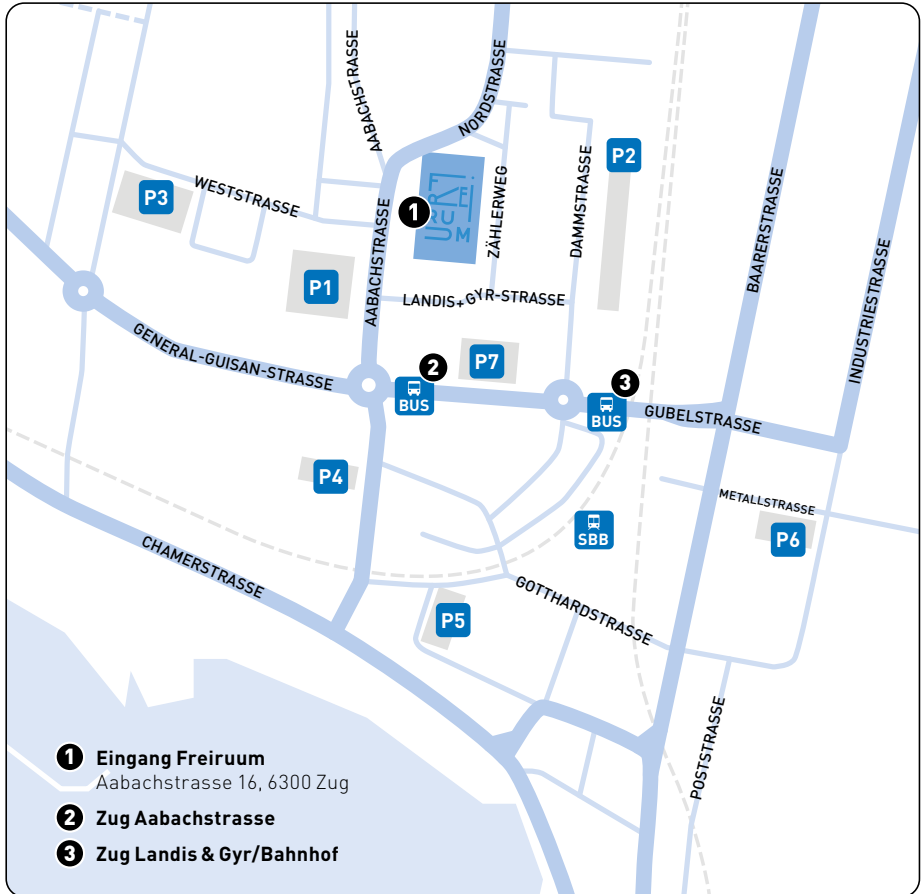 AABACHSTRASSE
NORDSTRASSE
P2
P3
WESTSTRASSE
FREIRUUM
1
ZÄHLERWEG
DAMMSTRASSE
BAARERSTRASSE
AABACHSTRASSE
P1
LANDIS+GYR-STRASSE
INDUSTRIESTRASSE
GENERAL-GUISAN-STRASSE
P7
2
BUS
3
BUS
GUBELSTRASSE
P4
METALLSTRASSE
SBB
P6
CHAMERSTRASSE
GOTTHARDSTRASSE
P5
POSTSTRASSE
1 Eingang Freiruum
Aabachstrasse 16, 6300 Zug
2 Zug Aabachstrasse
3 Zug Landis & Gyr/Bahnhof